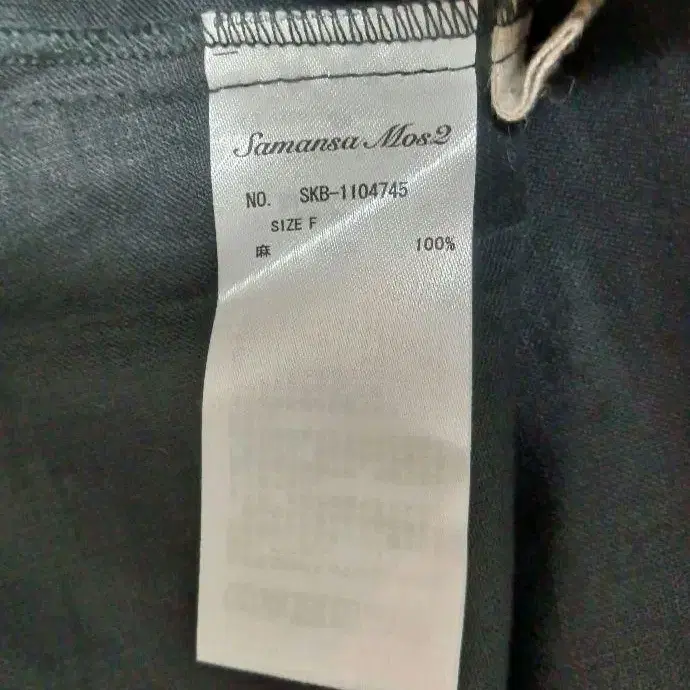 Samansa Mos2
NO. SKB-1104745
SIZE F
麻 100%